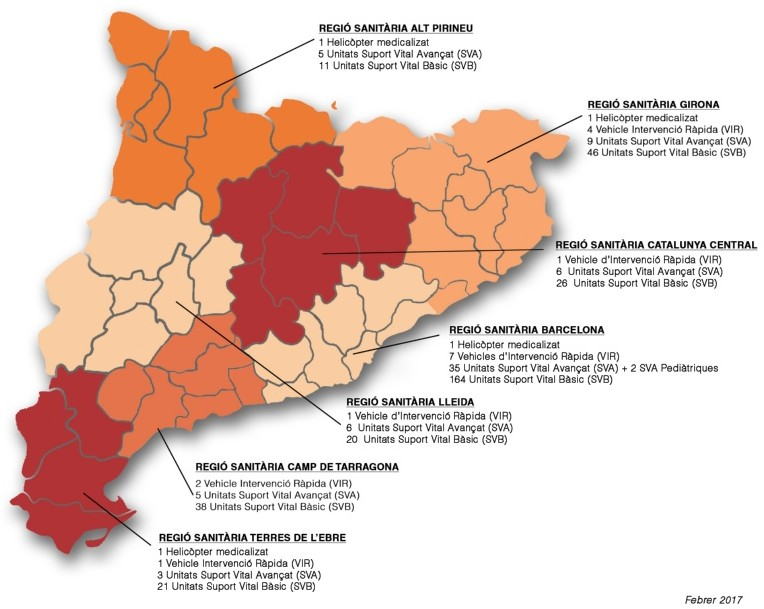 REGIÓ SANITÀRIA ALT PIRINEU
1 Helicòpter medicalizat
5 Unitats Suport Vital Avançat (SVA)
11 Unitats Suport Vital Bàsic (SVB)
REGIÓ SANITÀRIA GIRONA
1 Helicòpter medicalizat
4 Vehicle Intervenció Ràpida (VIR)
9 Unitats Suport Vital Avançat (SVA)
46 Unitats Suport Vital Bàsic (SVB)
REGIÓ SANITÀRIA CATALUNYA CENTRAL
1 Vehicle d'Intervenció Ràpida (VIR)
6 Unitats Suport Vital Avançat (SVA)
26 Unitats Suport Vital Bàsic (SVB)
REGIÓ SANITÀRIA BARCELONA
1 Helicòpter medicalizat
7 Vehicles d'Intervenció Ràpida (VIR)
35 Unitats Suport Vital Avançat (SVA) + 2 SVA Pediàtriques
164 Unitats Suport Vital Bàsic (SVB)
REGIÓ SANITÀRIA LLEIDA
1 Vehicle d'Intervenció Ràpida (VIR)
6 Unitats Suport Vital Avançat (SVA)
20 Unitats Suport Vital Bàsic (SVB)
REGIÓ SANITÀRIA CAMP DE TARRAGONA
2 Vehicle Intervenció Ràpida (VIR)
5 Unitats Suport Vital Avançat (SVA)
38 Unitats Suport Vital Bàsic (SVB)
REGIÓ SANITÀRIA TERRES DE L'EBRE
1 Helicòpter medicalizat
1 Vehicle Intervenció Ràpida (VIR)
3 Unitats Suport Vital Avançat (SVA)
21 Unitats Suport Vital Bàsic (SVB)
Febrer 2017